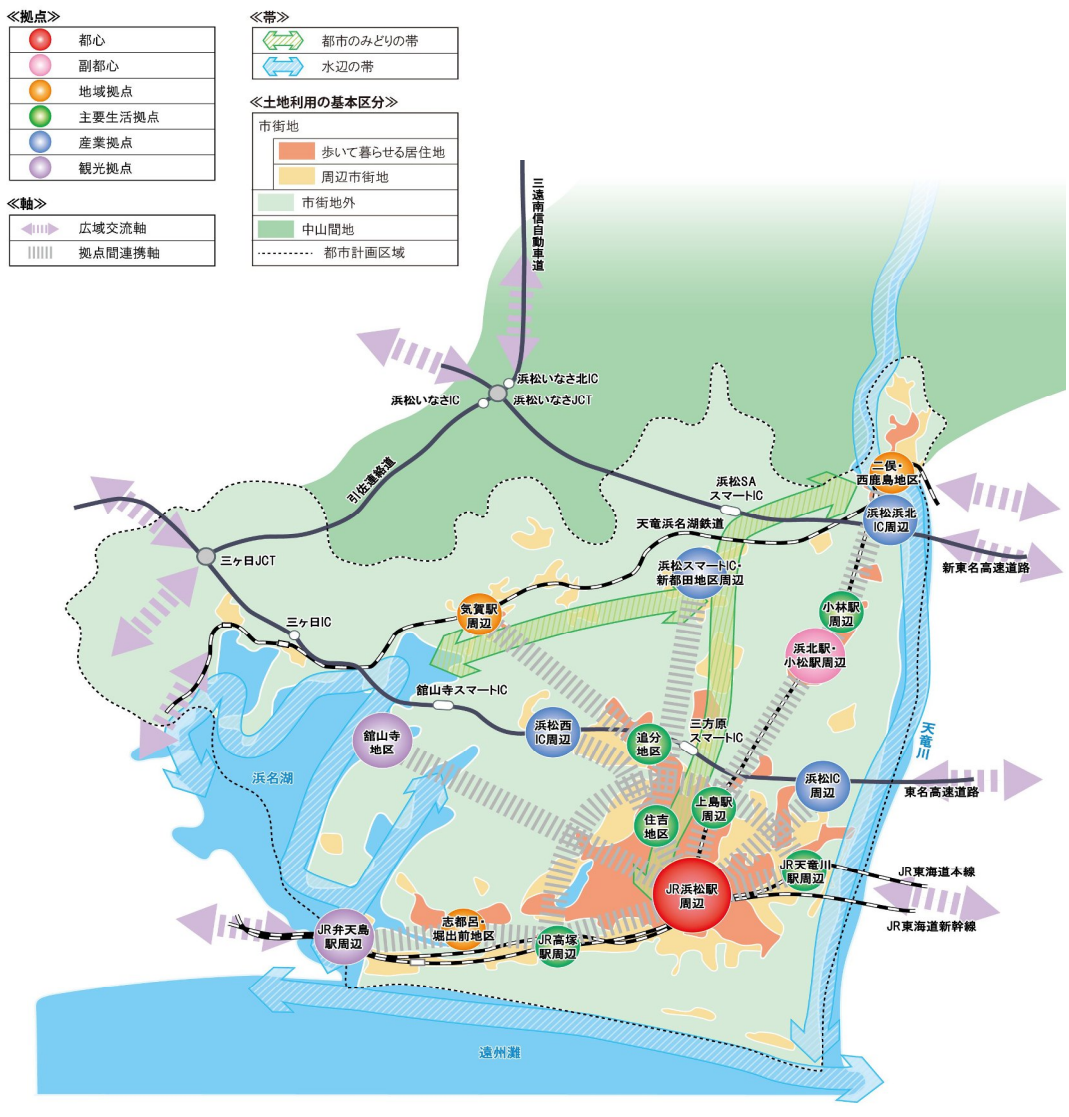 ≪拠点≫
都心
副都心
地域拠点
主要生活拠点
産業拠点
観光拠点
≪軸≫
広域交流軸
拠点間連携軸
≪帯≫
都市のみどりの帯
水辺の帯
≪土地利用の基本区分≫
市街地
歩いて暮らせる居住地
周辺市街地
市街地外
中山間地
都市計画区域
三遠南信自動車道
浜松いなさ北IC
浜松いなさIC
浜松いなさJCT
引佐連絡道
浜松SA
スマートIC
二俣・
西鹿島地区
浜松浜北
IC周辺
天竜浜名湖鉄道
新東名高速道路
三ヶ日JCT
浜松スマートIC・
新都田地区周辺
気賀駅
周辺
小林駅
周辺
三ヶ日IC
浜北駅・
小松駅周辺
舘山寺スマートIC
舘山寺
地区
浜松西
IC周辺
追分
地区
三方原
スマートIC
天竜川
浜名湖
浜松IC
周辺
東名高速道路
上島駅
周辺
住吉
地区
JR天竜川
駅周辺
JR東海道本線
JR浜松駅
周辺
JR東海道新幹線
志都呂・
堀出前地区
JR弁天島
駅周辺
JR高塚
駅周辺
遠州灘